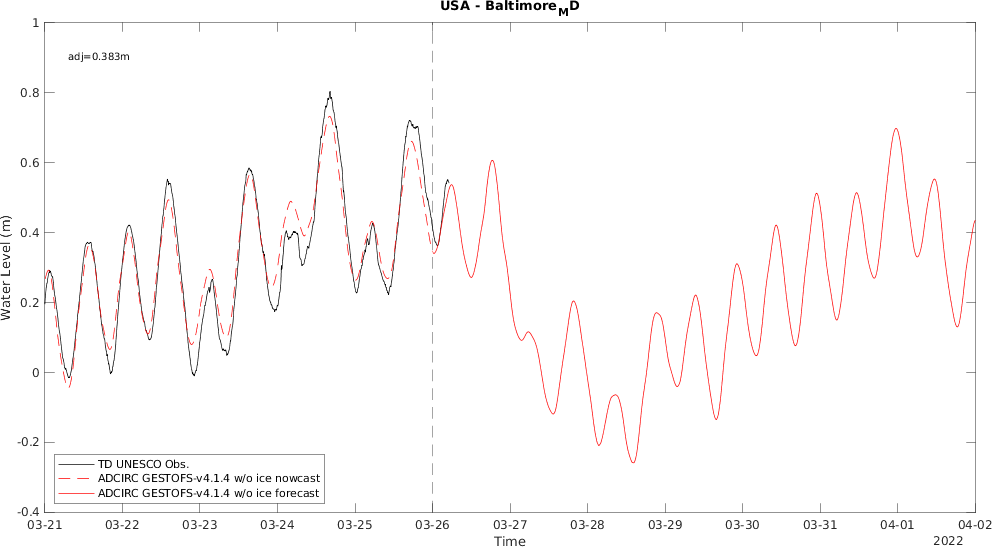 USA - Baltimore_MD
adj=0.383m
Water Level (m)
1
0.8
0.6
0.4
0.2
0
-0.2
-0.4
TD UNESCO Obs.
ADCIRC GESTOFS-v4.1.4 w/o ice nowcast
ADCIRC GESTOFS-v4.1.4 w/o ice forecast
03-21 03-22 03-23 03-24 03-25 03-26 03-27 03-28 03-29 03-30 03-31 04-01 04-02
Time
2022